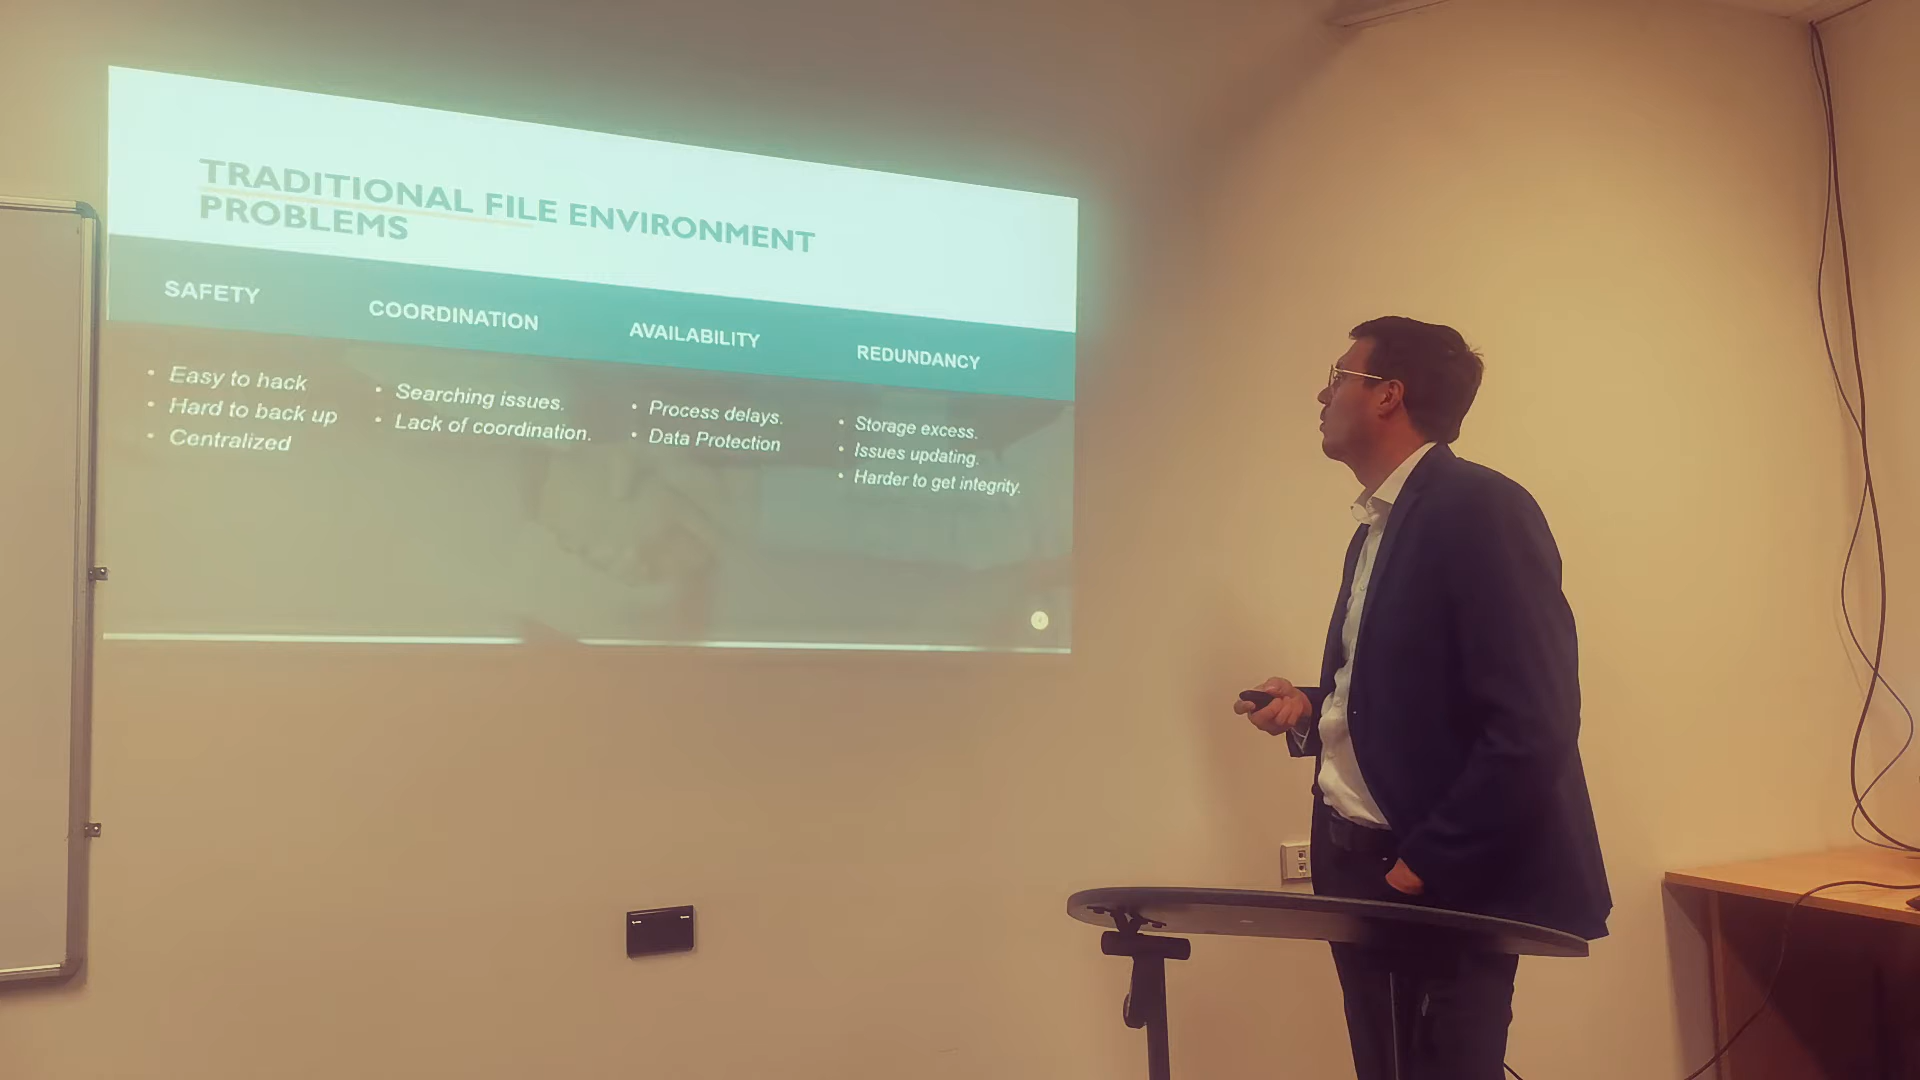 TRADITIONAL FILE ENVIRONMENT
PROBLEMS
SAFETY
COORDINATION
AVAILABILITY
REDUNDANCY
• Easy to hack
• Hard to back up
• Centralized
• Searching issues.
• Lack of coordination.
• Process delays.
• Data Protection
• Storage excess.
• Issues updating.
• Harder to get integrity.